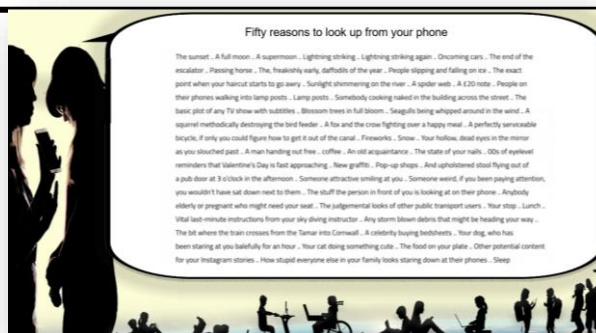 Fifty reasons to look up from your phone
The sunset .. A full moon .. A supermoon .. Lightning striking .. Lightning striking again .. Oncoming cars .. The end of the
escalator .. Passing horse .. The, freakishly early, daffodils of the year .. People slipping and falling on ice .. The exact
point when your haircut starts to go awry .. Sunlight shimmering on the river .. A spider web .. A £20 note .. People on
their phones walking into lamp posts .. Lamp posts .. Somebody cooking naked in the building across the street .. The
basic plot of any TV show with subtitles .. Blossom trees in full bloom .. Seagulls being whipped around in the wind .. A
squirrel methodically destroying the bird feeder .. A fox and the crow fighting over a happy meal .. A perfectly serviceable
bicycle, if only you could figure how to get it out of the canal .. Fireworks .. Snow .. Your hollow, dead eyes in the mirror
as you slouched past .. A man handing out free .. coffee .. An old acquaintance .. The state of your nails .. 00s of eyelevel
reminders that Valentine's Day is fast approaching .. New graffiti .. Pop-up shops .. And upholstered stool flying out of
a pub door at 3 o'clock in the afternoon .. Someone attractive smiling at you .. Someone weird, if you been paying attention,
you wouldn't have sat down next to them .. The stuff the person in front of you is looking at on their phone .. Anybody
elderly or pregnant who might need your seat .. The judgemental looks of other public transport users .. Your stop .. Lunch ..
Vital last-minute instructions from your sky diving instructor .. Any storm blown debris that might be heading your way ..
The bit where the train crosses from the Tamar into Cornwall .. A celebrity buying bedsheets .. Your dog, who has
been staring at you balefully for an hour .. Your cat doing something cute .. The food on your plate .. Other potential content
for your Instagram stories .. How stupid everyone else in your family looks staring down at their phones .. Sleep